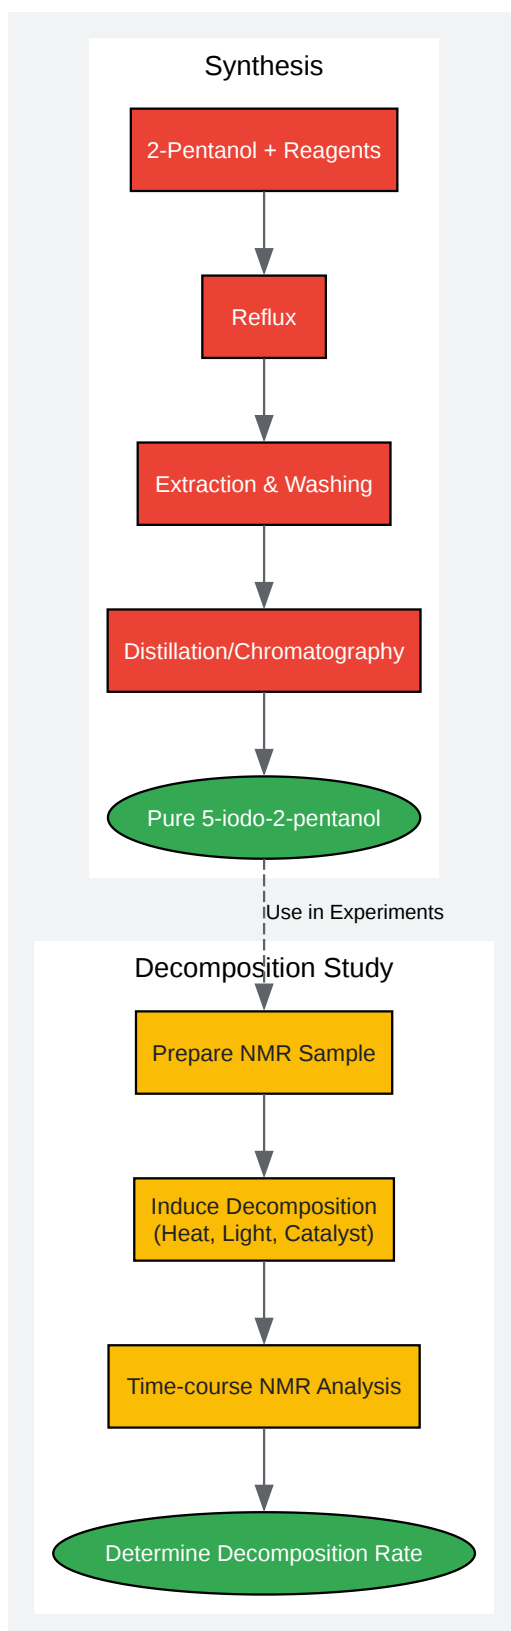 Synthesis
2-Pentanol + Reagents
Reflux
Extraction & Washing
Distillation/Chromatography
Pure 5-iodo-2-pentanol
Use in Experiments
Decomposition Study
Prepare NMR Sample
Induce Decomposition
(Heat, Light, Catalyst)
Time-course NMR Analysis
Determine Decomposition Rate